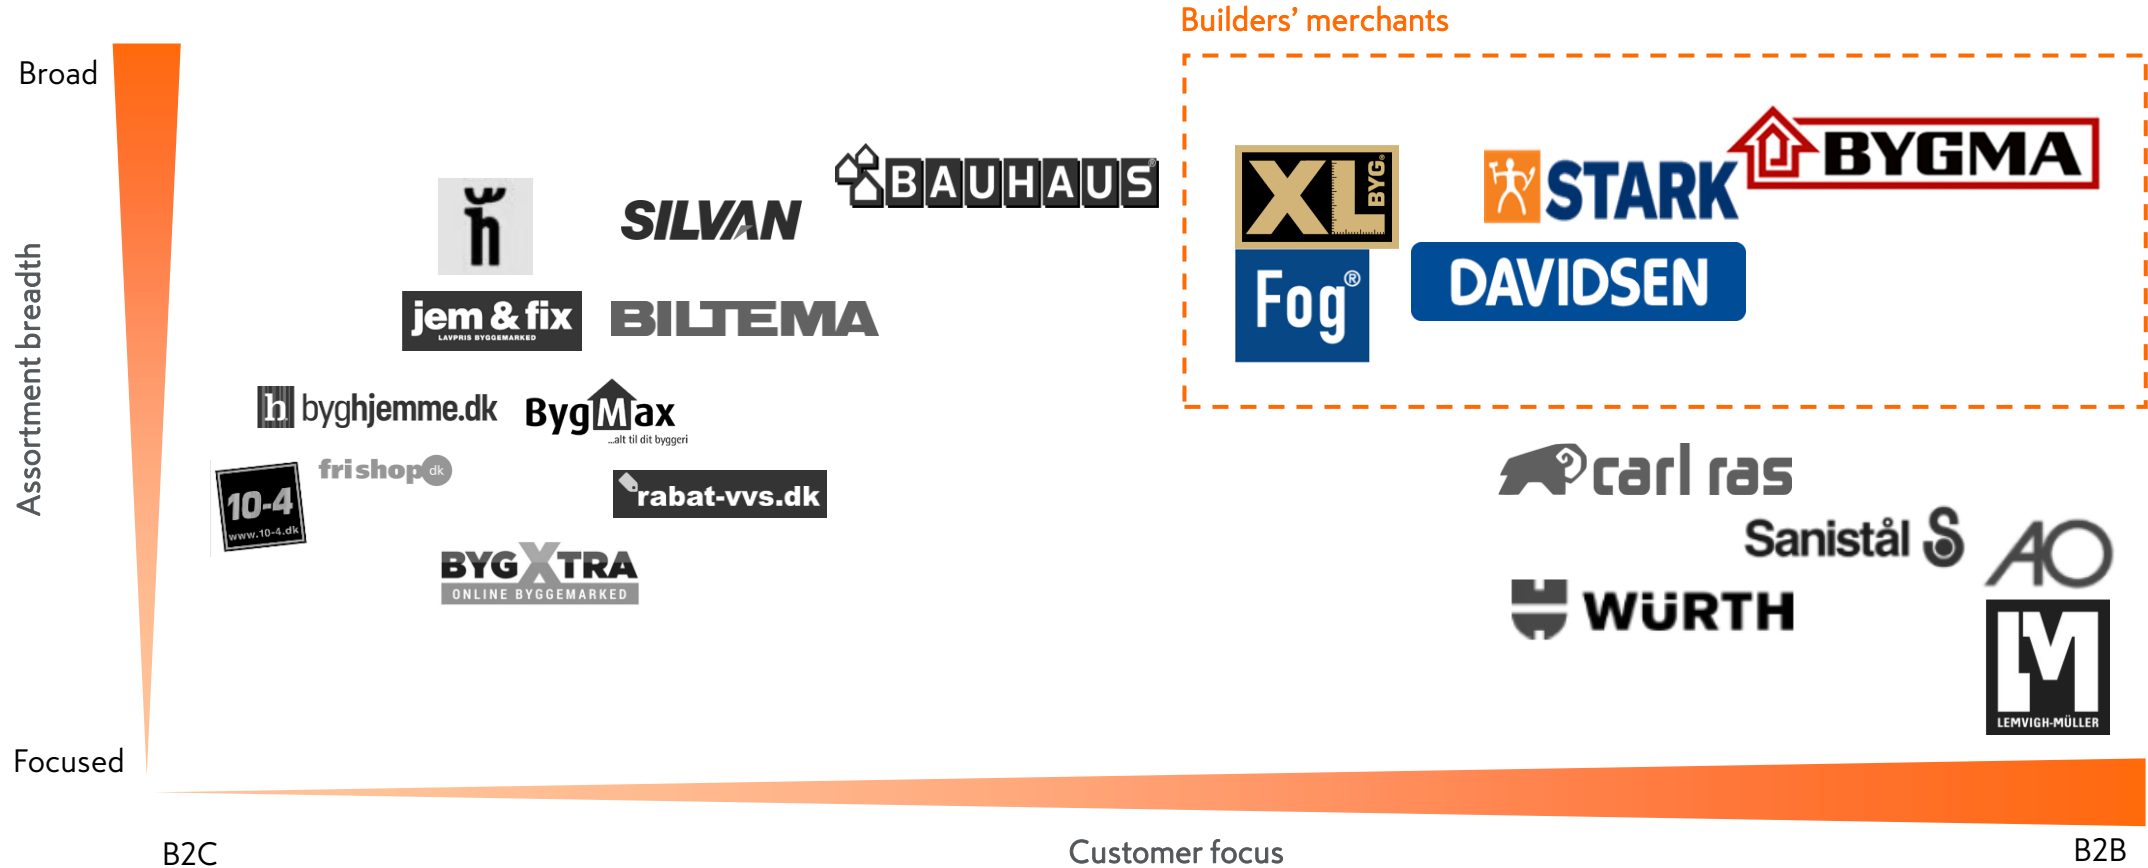 Builders’ merchants
Broad
BAUHAUS®
XL BYG®
STARK
BYGMA
SILVAN
h
DAVIDSEN
Fog®
jem & fix
LAVPRIS BYGGEMARKED
BILTEMA
Assortment breadth
h byghjemme.dk
BygMax
...alt til dit byggeri
frishop dk
carl ras
10-4
www.10-4.dk
rabat-vvs.dk
Sanistål S
AO
BYGXTRA
ONLINE BYGGEMARKED
WÜRTH
LM
LEMVIGH-MÜLLER
Focused
B2C
Customer focus
B2B